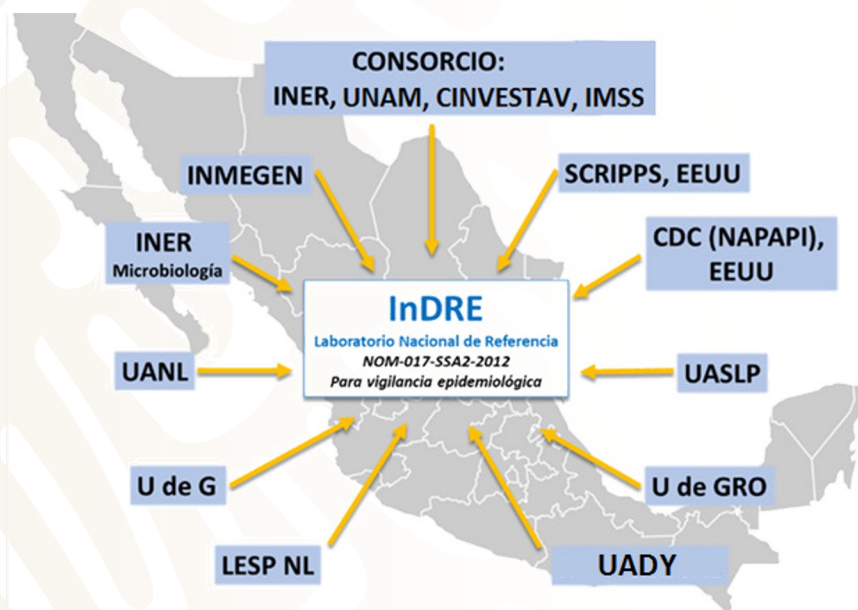 CONSORCIO:
INER, UNAM, CINVESTAV, IMSS
INMEGEN
SCRIPPS, EEUU
INER
Microbiología
CDC (NAPAPI),
EEUU
InDRE
Laboratorio Nacional de Referencia
NOM-017-SSA2-2012
Para vigilancia epidemiológica
UANL
UASLP
U de G
U de GRO
LESP NL
UADY